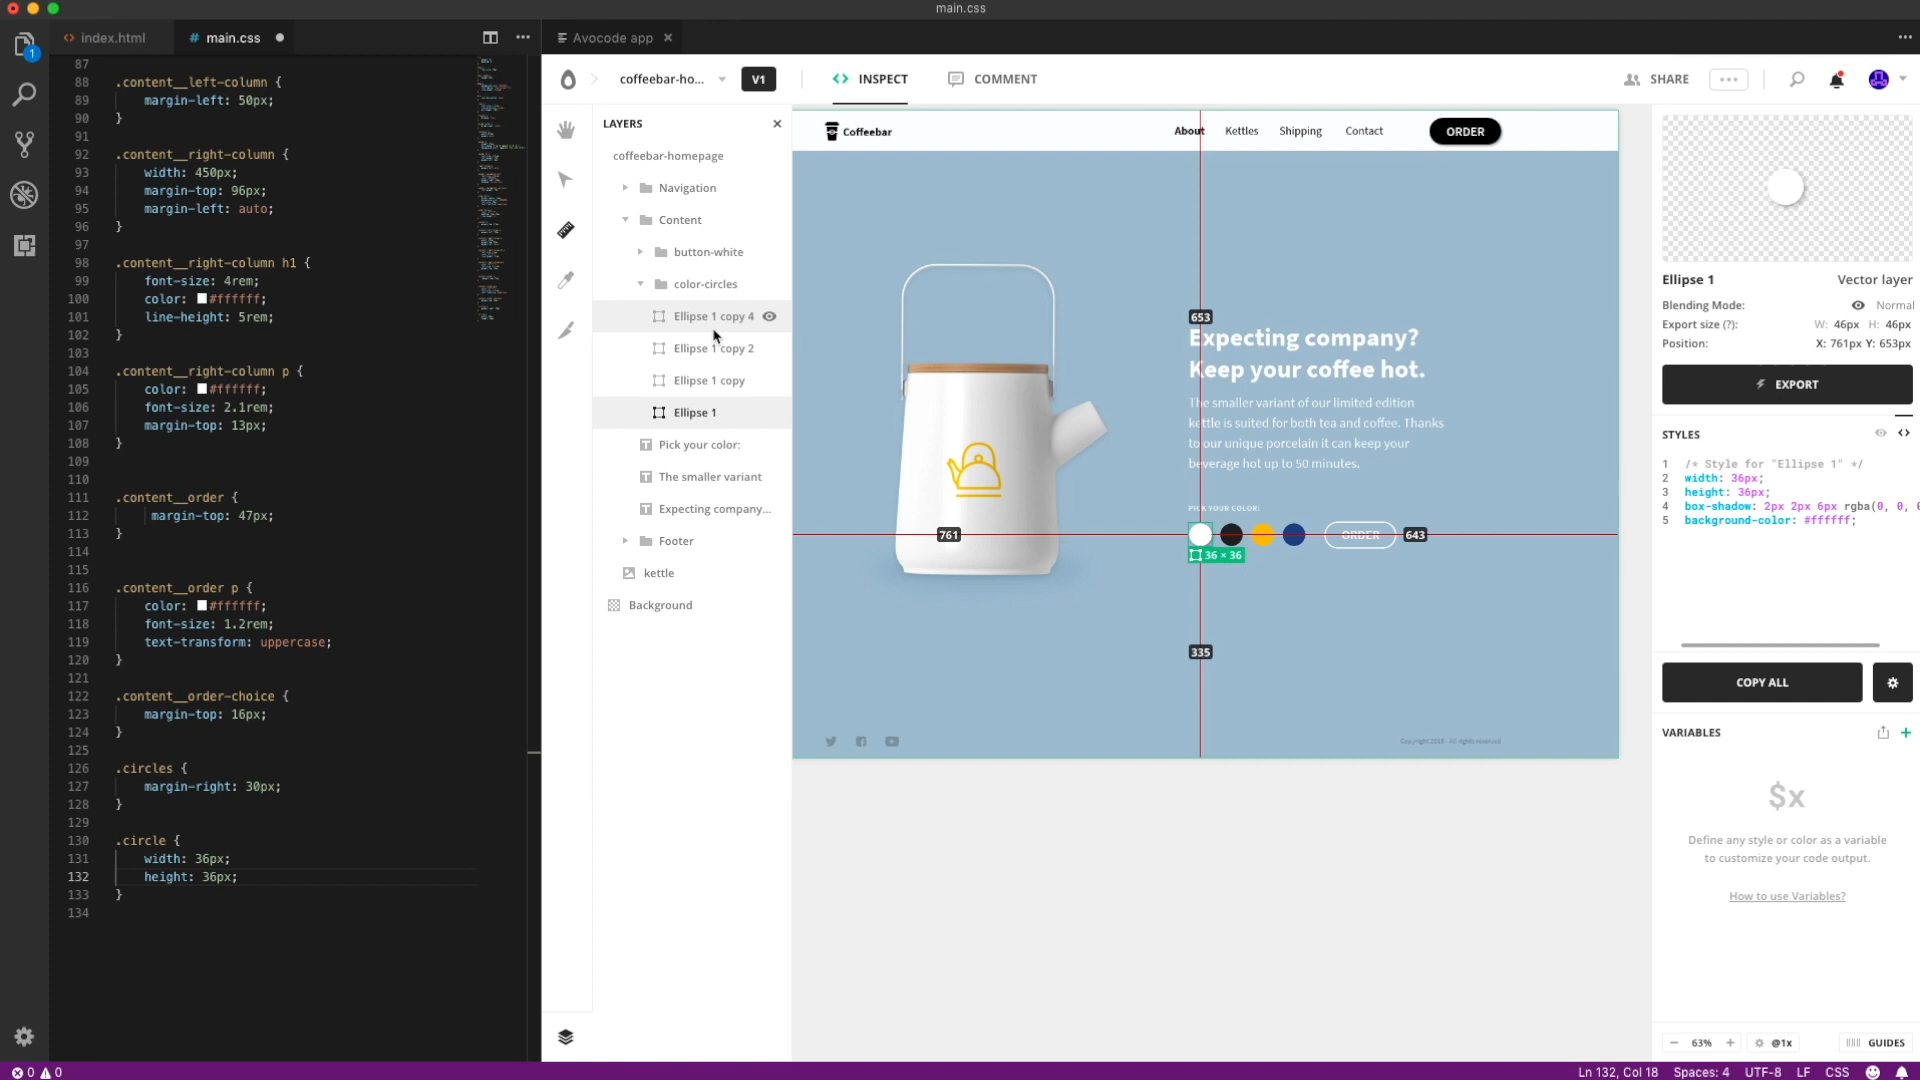 main.css
index.html
# main.css
Avocode app
1
87
88 .content__left-column {
89 margin-left: 50px;
90 }
91
92 .content__right-column {
93 width: 450px;
94 margin-top: 96px;
95 margin-left: auto;
96 }
97
98 .content__right-column h1 {
99 font-size: 4rem;
100 color: #ffffff;
101 line-height: 5rem;
102 }
103
104 .content__right-column p {
105 color: #ffffff;
106 font-size: 2.1rem;
107 margin-top: 13px;
108 }
109
110
111 .content__order {
112 margin-top: 47px;
113 }
114
115
116 .content__order p {
117 color: #ffffff;
118 font-size: 1.2rem;
119 text-transform: uppercase;
120 }
121
122 .content__order-choice {
123 margin-top: 16px;
124 }
125
126 .circles {
127 margin-right: 30px;
128 }
129
130 .circle {
131 width: 36px;
132 height: 36px;
133 }
134
coffeebar-ho...
V1
<> INSPECT
COMMENT
SHARE
LAYERS
coffeebar-homepage
Navigation
Content
button-white
color-circles
Ellipse 1 copy 4
Ellipse 1 copy 2
Ellipse 1 copy
Ellipse 1
T Pick your color:
T The smaller variant
T Expecting company...
Footer
kettle
Background
Coffeebar
About
Kettles
Shipping
Contact
ORDER
653
Expecting company?
Keep your coffee hot.
The smaller variant of our limited edition
kettle is suited for both tea and coffee. Thanks
to our unique porcelain it can keep your
beverage hot up to 50 minutes.
PICK YOUR COLOR:
761
ORDER
643
36 × 36
335
Copyright 2018 - All rights reserved
Ellipse 1
Vector layer
Blending Mode:
Normal
Export size (?):
W: 46px H: 46px
Position:
X: 761px Y: 653px
EXPORT
STYLES
<>
1 /* Style for "Ellipse 1" */
2 width: 36px;
3 height: 36px;
4 box-shadow: 2px 2px 6px rgba(0, 0, 0
5 background-color: #ffffff;
COPY ALL
VARIABLES
$x
Define any style or color as a variable
to customize your code output.
How to use Variables?
− 63% +
@1x
GUIDES
0 0
Ln 132, Col 18
Spaces: 4
UTF-8
LF
CSS